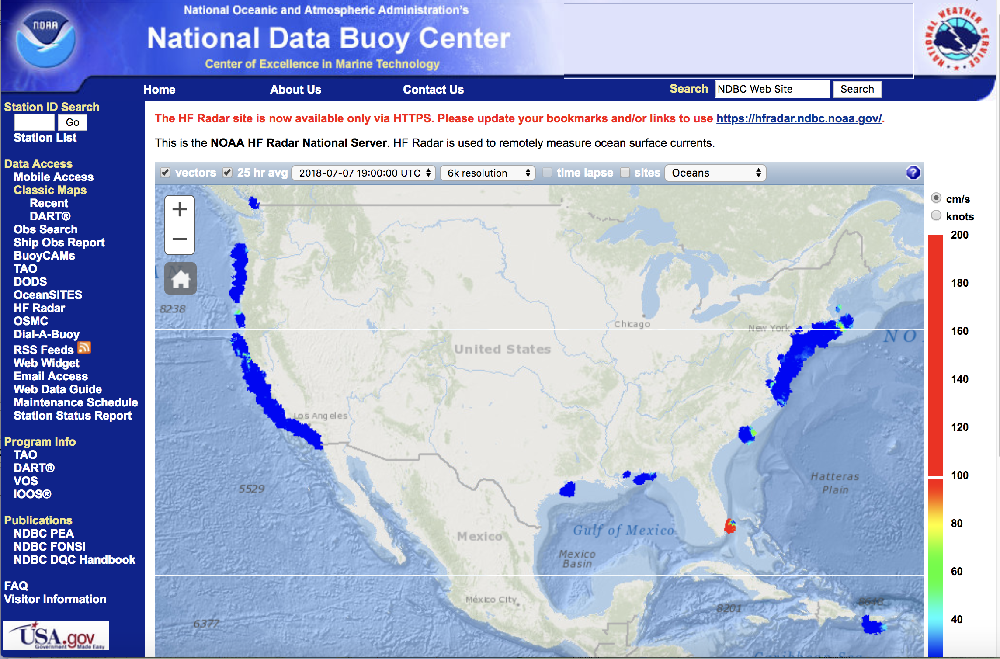 National Oceanic and Atmospheric Administration's
NOAA
National Data Buoy Center
Center of Excellence in Marine Technology
NATIONAL WEATHER SERVICE
Home
About Us
Contact Us
Search
NDBC Web Site
Search
Station ID Search
Go
Station List
Data Access
Mobile Access
Classic Maps
Recent
DART®
Obs Search
Ship Obs Report
BuoyCAMs
TAO
DODS
OceanSITES
HF Radar
OSMC
Dial-A-Buoy
RSS Feeds
Web Widget
Email Access
Web Data Guide
Maintenance Schedule
Station Status Report
Program Info
TAO
DART®
VOS
IOOS®
Publications
NDBC PEA
NDBC FONSI
NDBC DQC Handbook
FAQ
Visitor Information
USA.gov
Government Made Easy
The HF Radar site is now available only via HTTPS. Please update your bookmarks and/or links to use https://hfradar.ndbc.noaa.gov/.
This is the NOAA HF Radar National Server. HF Radar is used to remotely measure ocean surface currents.
vectors
25 hr avg
2018-07-07 19:00:00 UTC
6k resolution
time lapse
sites
Oceans
?
+
−
A N
8238
Chicago
New York
NO
United States
Los Angeles
5529
Hatteras
Plain
Gulf of Mexico
Mexico
Mexico
Basin
México City
8201
8648
6377
Caribbean Sea
cm/s
knots
200
180
160
140
120
100
80
60
40